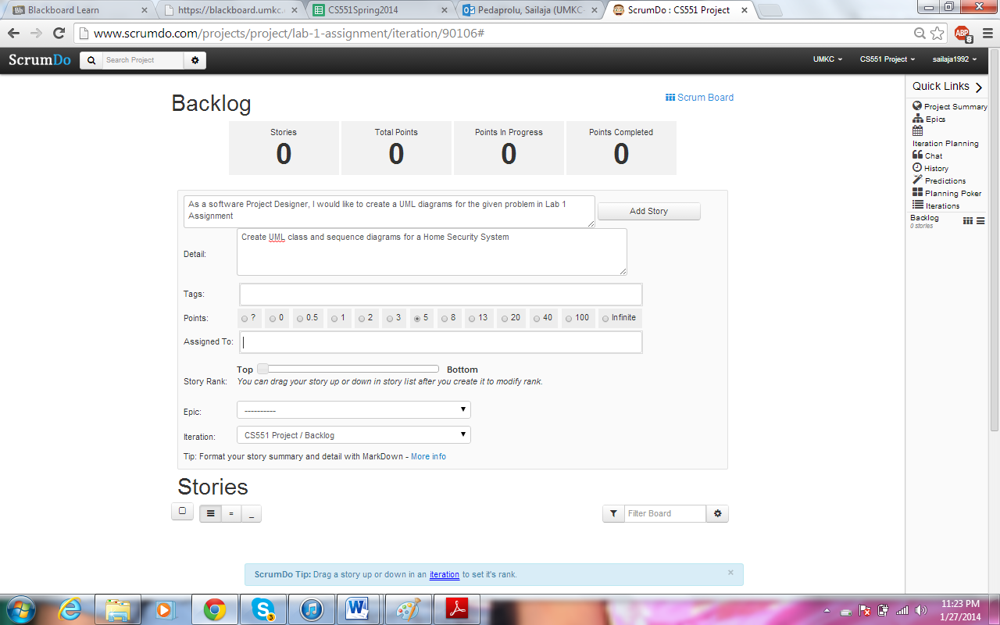 Blackboard Learn
https://blackboard.umkc.
CS551Spring2014
Pedaprolu, Sailaja (UMKC-
ScrumDo : CS551 Project
www.scrumdo.com/projects/project/lab-1-assignment/iteration/90106#
ABP
8
ScrumDo
Search Project
UMKC
CS551 Project
sailaja1992
Quick Links
Project Summary
Epics
Iteration Planning
Chat
History
Predictions
Planning Poker
Iterations
Backlog
0 stories
Backlog
Scrum Board
Stories
0
Total Points
0
Points In Progress
0
Points Completed
0
As a software Project Designer, I would like to create a UML diagrams for the given problem in Lab 1
Assignment
Add Story
Detail:
Create UML class and sequence diagrams for a Home Security System
Tags:
Points: ? 0 0.5 1 2 3 5 8 13 20 40 100 Infinite
Assigned To:
Top Bottom
Story Rank: You can drag your story up or down in story list after you create it to modify rank.
Epic: ----------
Iteration: CS551 Project / Backlog
Tip: Format your story summary and detail with MarkDown - More info
Stories
Filter Board
ScrumDo Tip: Drag a story up or down in an iteration to set it's rank.
3
11:23 PM
1/27/2014